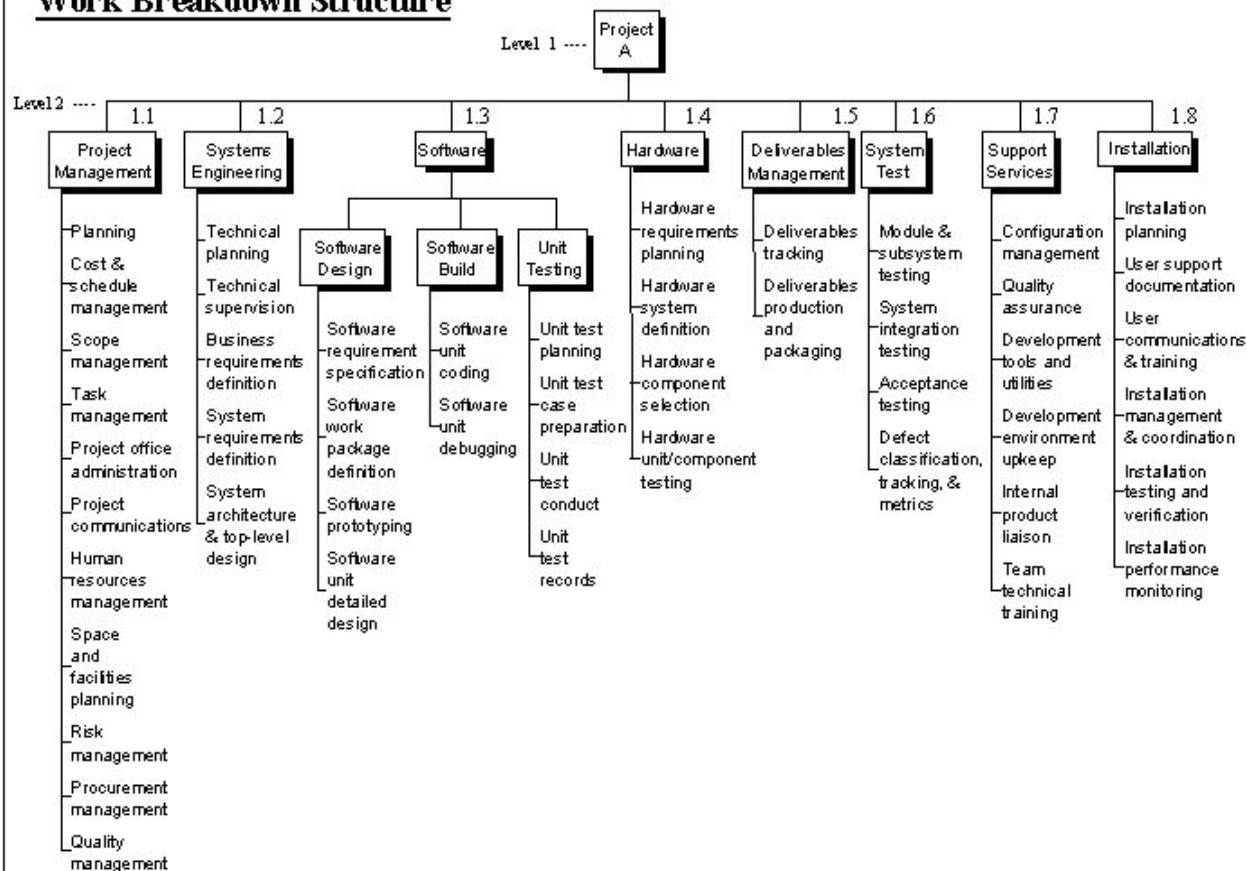 Work Breakdown Structure
Level 1 ----
Project
A
Level2 ----
1.1
1.2
1.3
1.4
1.5
1.6
1.7
1.8
Project
Management
Planning
Cost &
schedule
management
Scope
management
Task
management
Project office
administration
Project
communications
Human
resources
management
Space
and
facilities
planning
Risk
management
Procurement
management
Quality
management
Systems
Engineering
Technical
planning
Technical
supervision
Business
requirements
definition
System
requirements
definition
System
architecture
& top-level
design
Software
Software
Design
Software
requirement
specification
Software
work
package
definition
Software
prototyping
Software
unit
detailed
design
Software
Build
Software
unit
coding
Software
unit
debugging
Unit
Testing
Unit test
planning
Unit test
case
preparation
Unit
test
conduct
Unit
test
records
Hardware
Hardware
requirements
planning
Hardware
system
definition
Hardware
component
selection
Hardware
unit/component
testing
Deliverables
Management
Deliverables
tracking
Deliverables
production
and
packaging
System
Test
Module &
subsystem
testing
System
integration
testing
Acceptance
testing
Defect
classification,
tracking, &
metrics
Support
Services
Configuration
management
Quality
assurance
Development
tools and
utilities
Development
environment
upkeep
Internal
product
liaison
Team
technical
training
Installation
Installation
planning
User support
documentation
User
communications
& training
Installation
management
& coordination
Installation
testing and
verification
Installation
performance
monitoring